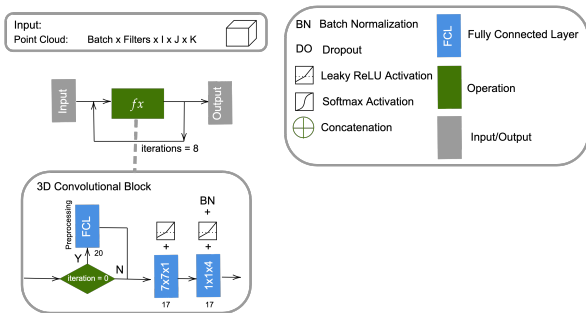 Input:
Point Cloud: Batch x Filters x I x J x K
BN Batch Normalization
DO Dropout
Leaky ReLU Activation
Softmax Activation
Concatenation
FCL Fully Connected Layer
Operation
Input/Output
Input
fx
Output
iterations = 8
3D Convolutional Block
Preprocessing
FCL
20
Y
iteration = 0
N
+
7x7x1
17
BN
+
+
1x1x4
17